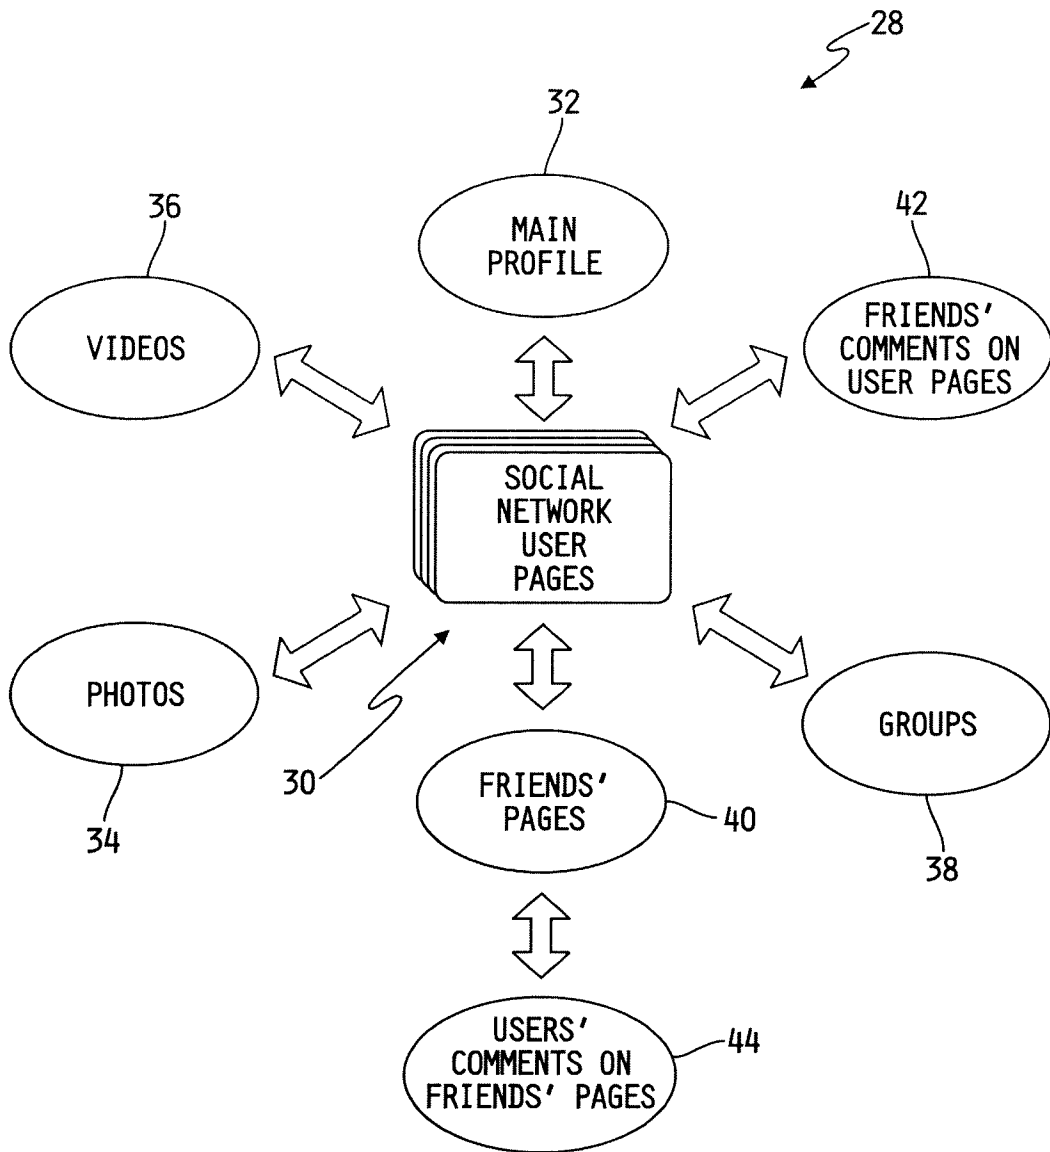 28
32
MAIN
PROFILE
36
VIDEOS
42
FRIENDS'
COMMENTS ON
USER PAGES
SOCIAL
NETWORK
USER
PAGES
30
PHOTOS
34
GROUPS
38
FRIENDS'
PAGES
40
USERS'
COMMENTS ON
FRIENDS' PAGES
44